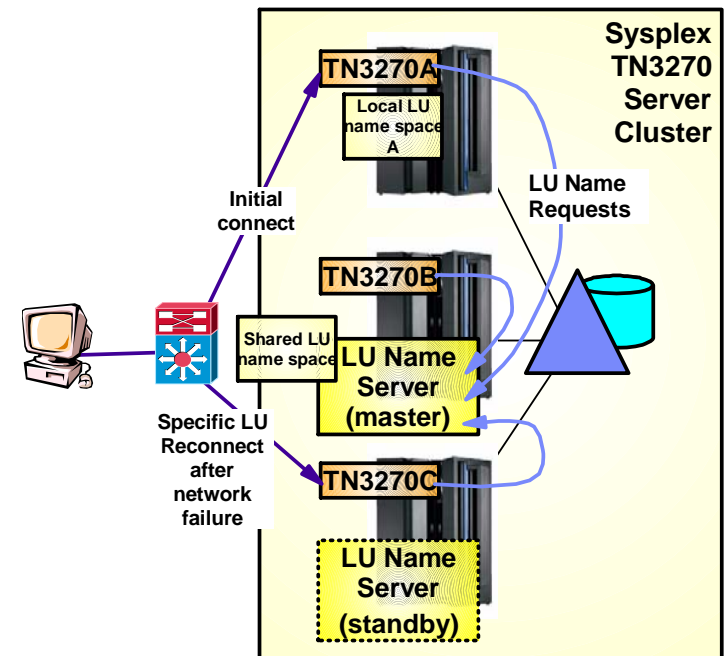 Sysplex
TN3270
Server
Cluster
TN3270A
Local LU
name space
A
Initial
connect
LU Name
Requests
TN3270B
Shared LU
name space
LU Name
Server
(master)
Specific LU
Reconnect
after
network
failure
TN3270C
LU Name
Server
(standby)